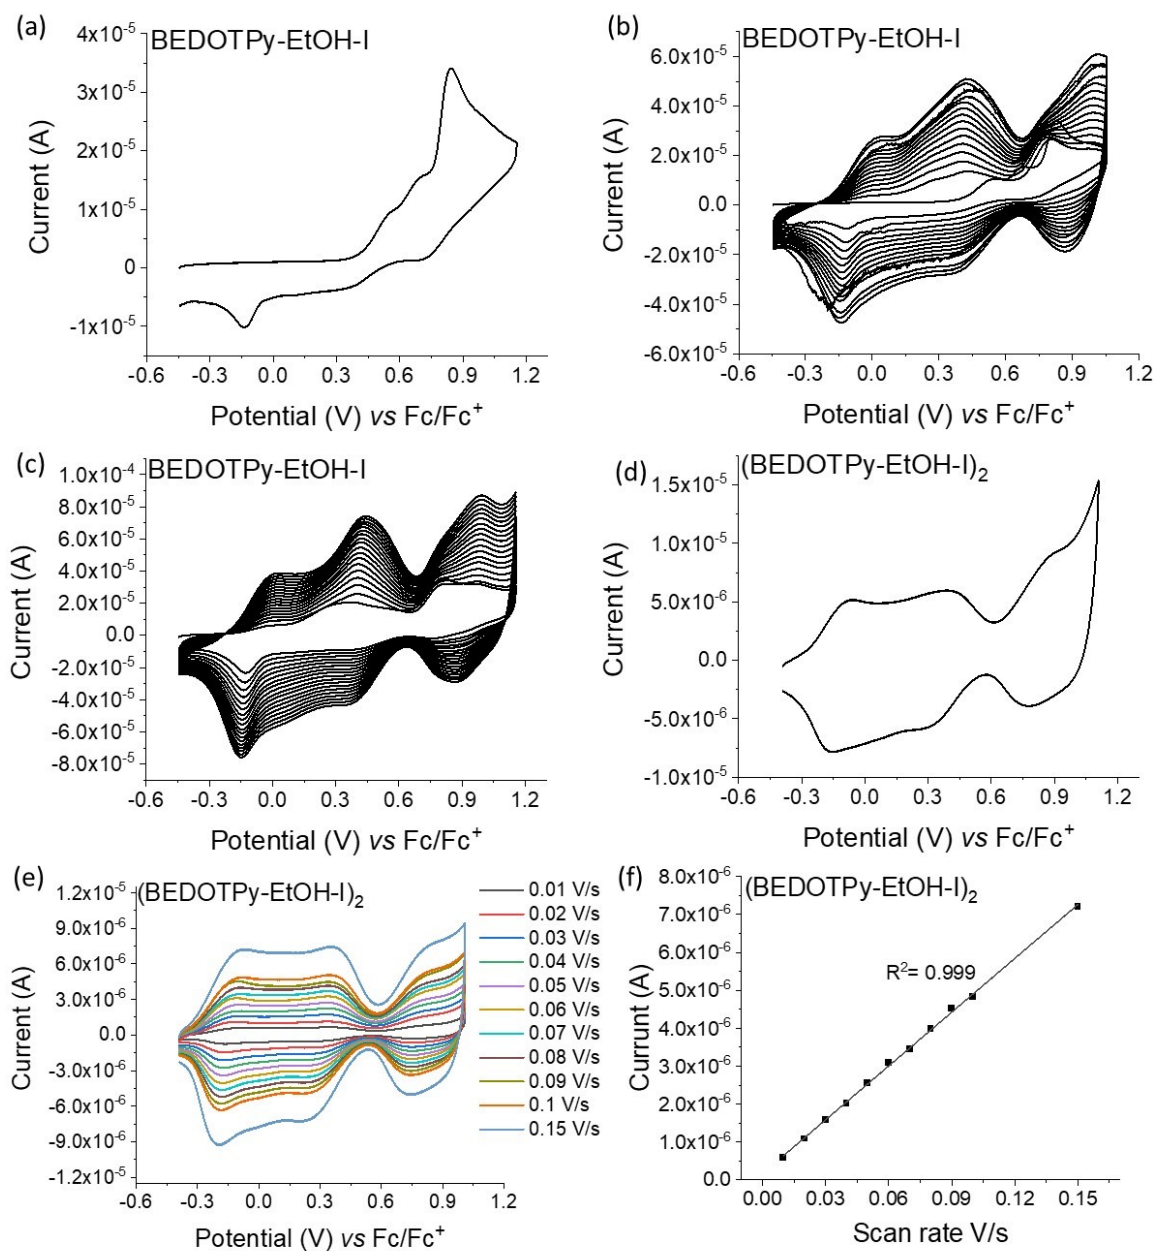 (a)
BEDOTPy-EtOH-I
4x10⁻⁵
3x10⁻⁵
2x10⁻⁵
1x10⁻⁵
0
-1x10⁻⁵
Current (A)
-0.6 -0.3 0.0 0.3 0.6 0.9 1.2
Potential (V) vs Fc/Fc⁺
(b)
BEDOTPy-EtOH-I
6.0x10⁻⁵
4.0x10⁻⁵
2.0x10⁻⁵
0.0
-2.0x10⁻⁵
-4.0x10⁻⁵
-6.0x10⁻⁵
Current (A)
-0.6 -0.3 0.0 0.3 0.6 0.9 1.2
Potential (V) vs Fc/Fc⁺
(c)
BEDOTPy-EtOH-I
1.0x10⁻⁴
8.0x10⁻⁵
6.0x10⁻⁵
4.0x10⁻⁵
2.0x10⁻⁵
0.0
-2.0x10⁻⁵
-4.0x10⁻⁵
-6.0x10⁻⁵
-8.0x10⁻⁵
Current (A)
-0.6 -0.3 0.0 0.3 0.6 0.9 1.2
Potential (V) vs Fc/Fc⁺
(d)
(BEDOTPy-EtOH-I)₂
1.5x10⁻⁵
1.0x10⁻⁵
5.0x10⁻⁶
0.0
-5.0x10⁻⁶
-1.0x10⁻⁵
Current (A)
-0.6 -0.3 0.0 0.3 0.6 0.9 1.2
Potential (V) vs Fc/Fc⁺
(e)
(BEDOTPy-EtOH-I)₂
1.2x10⁻⁵
9.0x10⁻⁶
6.0x10⁻⁶
3.0x10⁻⁶
0.0
-3.0x10⁻⁶
-6.0x10⁻⁶
-9.0x10⁻⁶
-1.2x10⁻⁵
Current (A)
-0.6 -0.3 0.0 0.3 0.6 0.9 1.2
Potential (V) vs Fc/Fc⁺
0.01 V/s
0.02 V/s
0.03 V/s
0.04 V/s
0.05 V/s
0.06 V/s
0.07 V/s
0.08 V/s
0.09 V/s
0.1 V/s
0.15 V/s
(f)
(BEDOTPy-EtOH-I)₂
8.0x10⁻⁶
7.0x10⁻⁶
6.0x10⁻⁶
5.0x10⁻⁶
4.0x10⁻⁶
3.0x10⁻⁶
2.0x10⁻⁶
1.0x10⁻⁶
0.0
R²= 0.999
Currunt (A)
0.00 0.03 0.06 0.09 0.12 0.15
Scan rate V/s